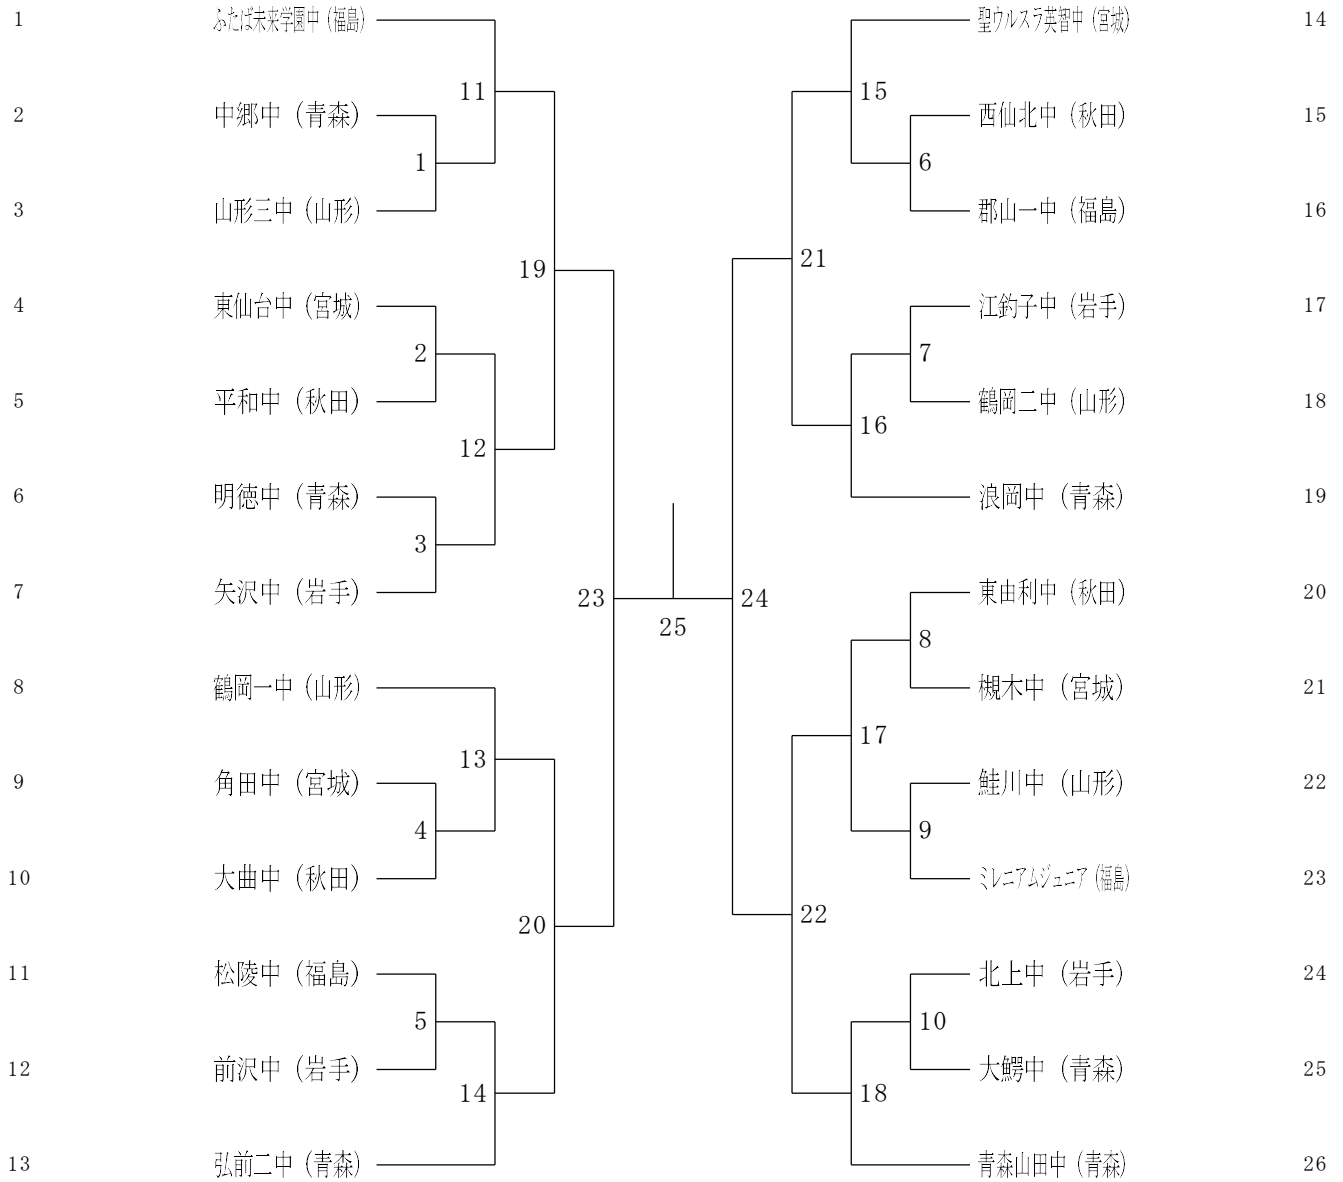 1 ふたば未来学園中（福島）
11
2 中郷中（青森）
1
3 山形三中（山形）
19
4 東仙台中（宮城）
2
5 平和中（秋田）
12
6 明徳中（青森）
3
7 矢沢中（岩手）
23
25
8 鶴岡一中（山形）
13
9 角田中（宮城）
4
10 大曲中（秋田）
20
11 松陵中（福島）
5
12 前沢中（岩手）
14
13 弘前二中（青森）
聖ウルスラ英智中（宮城） 14
15
西仙北中（秋田） 15
6
郡山一中（福島） 16
21
江釣子中（岩手） 17
7
鶴岡二中（山形） 18
16
浪岡中（青森） 19
24
東由利中（秋田） 20
8
槻木中（宮城） 21
17
鮭川中（山形） 22
9
ミレニアムジュニア（福島） 23
22
北上中（岩手） 24
10
大鰐中（青森） 25
18
青森山田中（青森） 26